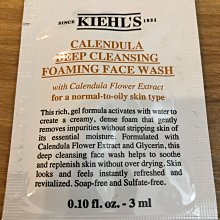 SINCE KIEHL'S 1851
CALENDULA
DEEP CLEANSING
FOAMING FACE WASH
with Calendula Flower Extract
for a normal-to-oily skin type
This rich, gel formula activates with water to
create a creamy, dense foam that gently
removes impurities without stripping skin of
its essential moisture. Formulated with
Calendula Flower Extract and Glycerin, this
deep cleansing face wash helps to soothe
and replenish skin without over drying. Skin
looks and feels instantly refreshed and
revitalized. Soap-free and Sulfate-free.
0.10 fl. oz. - 3 ml